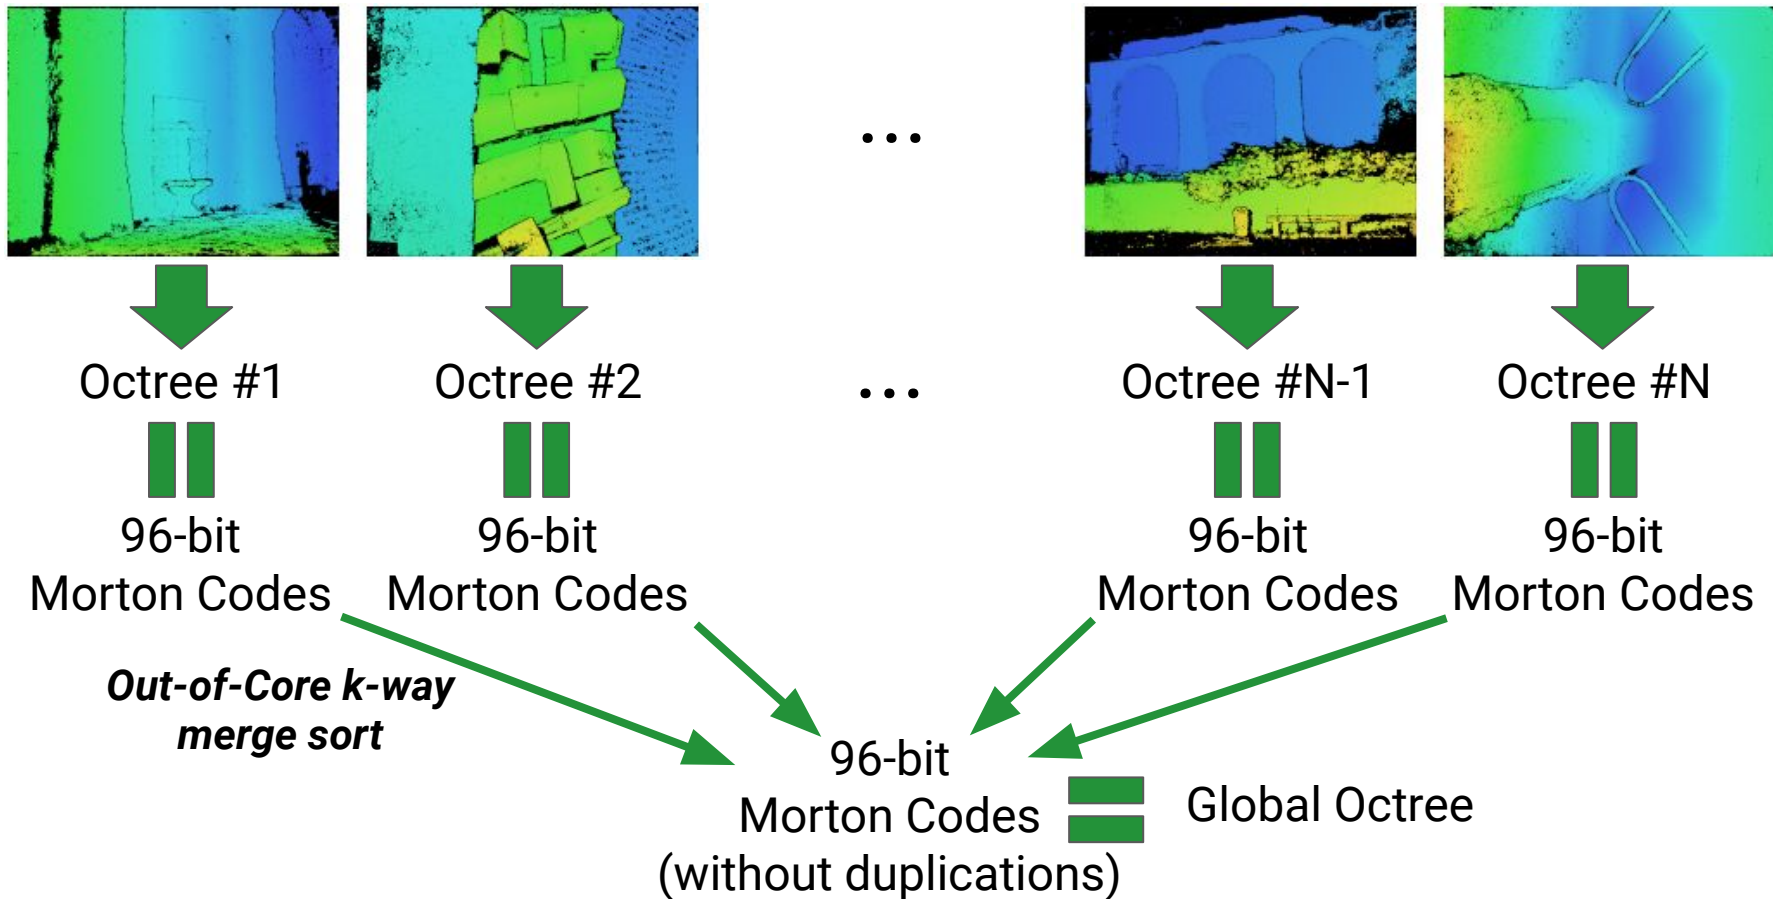 ...
Octree #1
Octree #2
...
Octree #N-1
Octree #N
96-bit
Morton Codes
96-bit
Morton Codes
96-bit
Morton Codes
96-bit
Morton Codes
Out-of-Core k-way
merge sort
96-bit
Morton Codes
(without duplications)
Global Octree